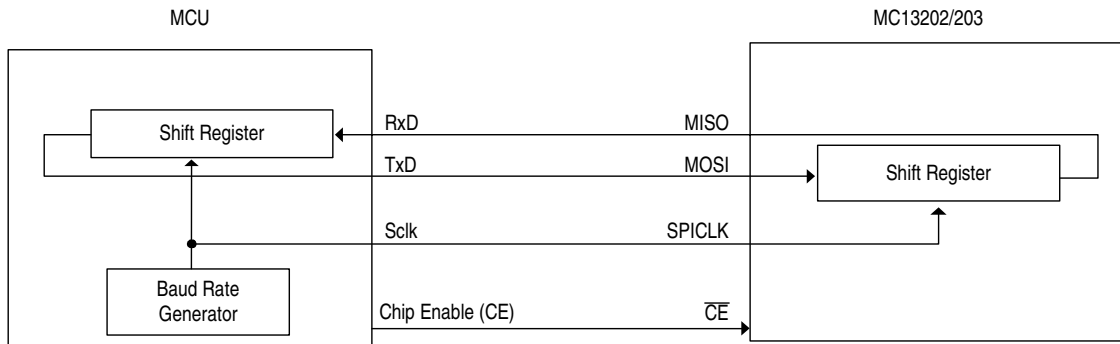 MCU
MC13202/203
Shift Register
RxD
MISO
TxD
MOSI
Shift Register
Sclk
SPICLK
Baud Rate
Generator
Chip Enable (CE)
CE